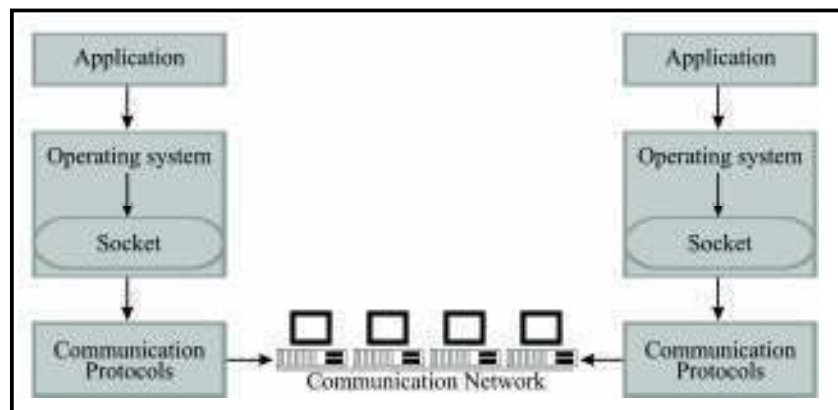 Application
Operating system
Socket
Communication
Protocols
Communication Network
Application
Operating system
Socket
Communication
Protocols